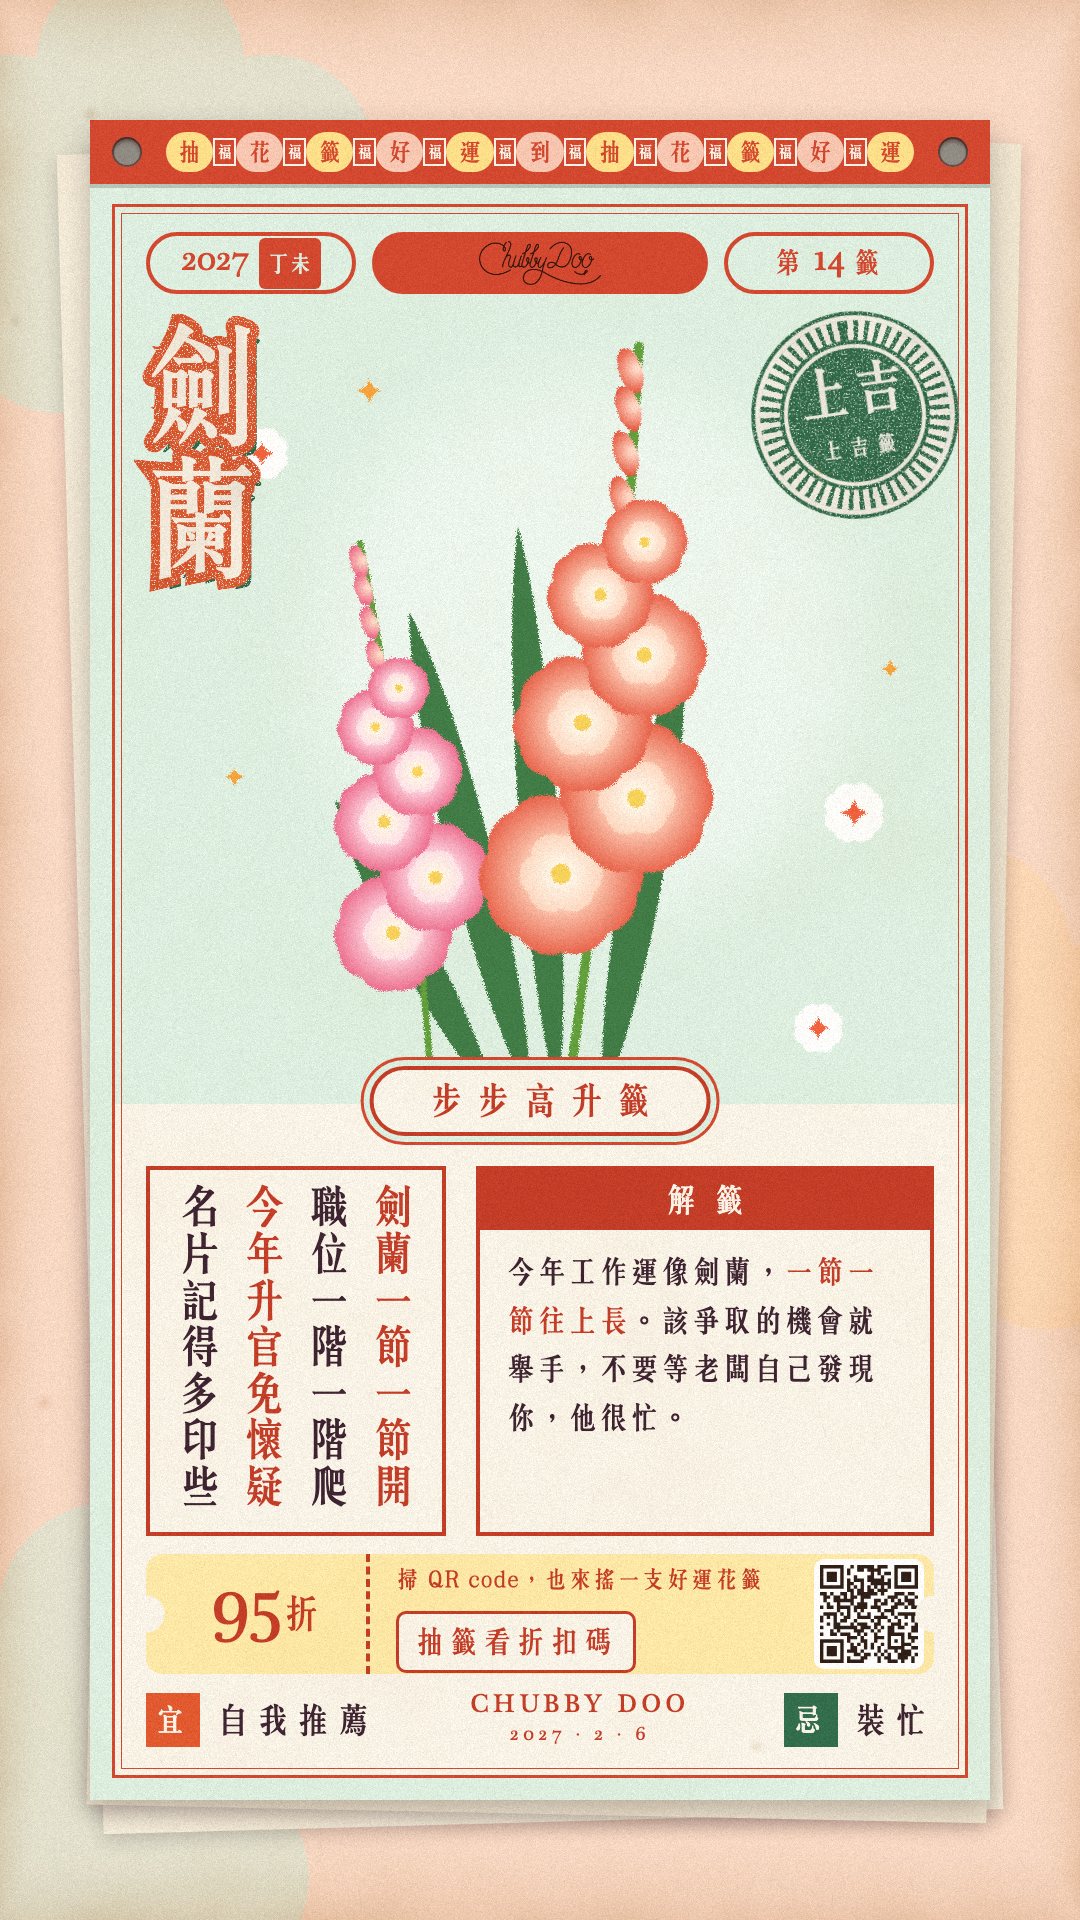 抽福花福籤福好福運福到福抽福花福籤福好福運
2027 丁未
Chubby Doo
第 14 籤
劍蘭
上吉
上吉籤
步步高升籤
劍蘭一節一節開
職位一階一階爬
今年升官免懷疑
名片記得多印些
解籤
今年工作運像劍蘭，一節一
節往上長。該爭取的機會就
舉手，不要等老闆自己發現
你，他很忙。
95折
掃 QR code，也來搖一支好運花籤
抽籤看折扣碼
宜 自我推薦
CHUBBY DOO
2027 · 2 · 6
忌 裝忙